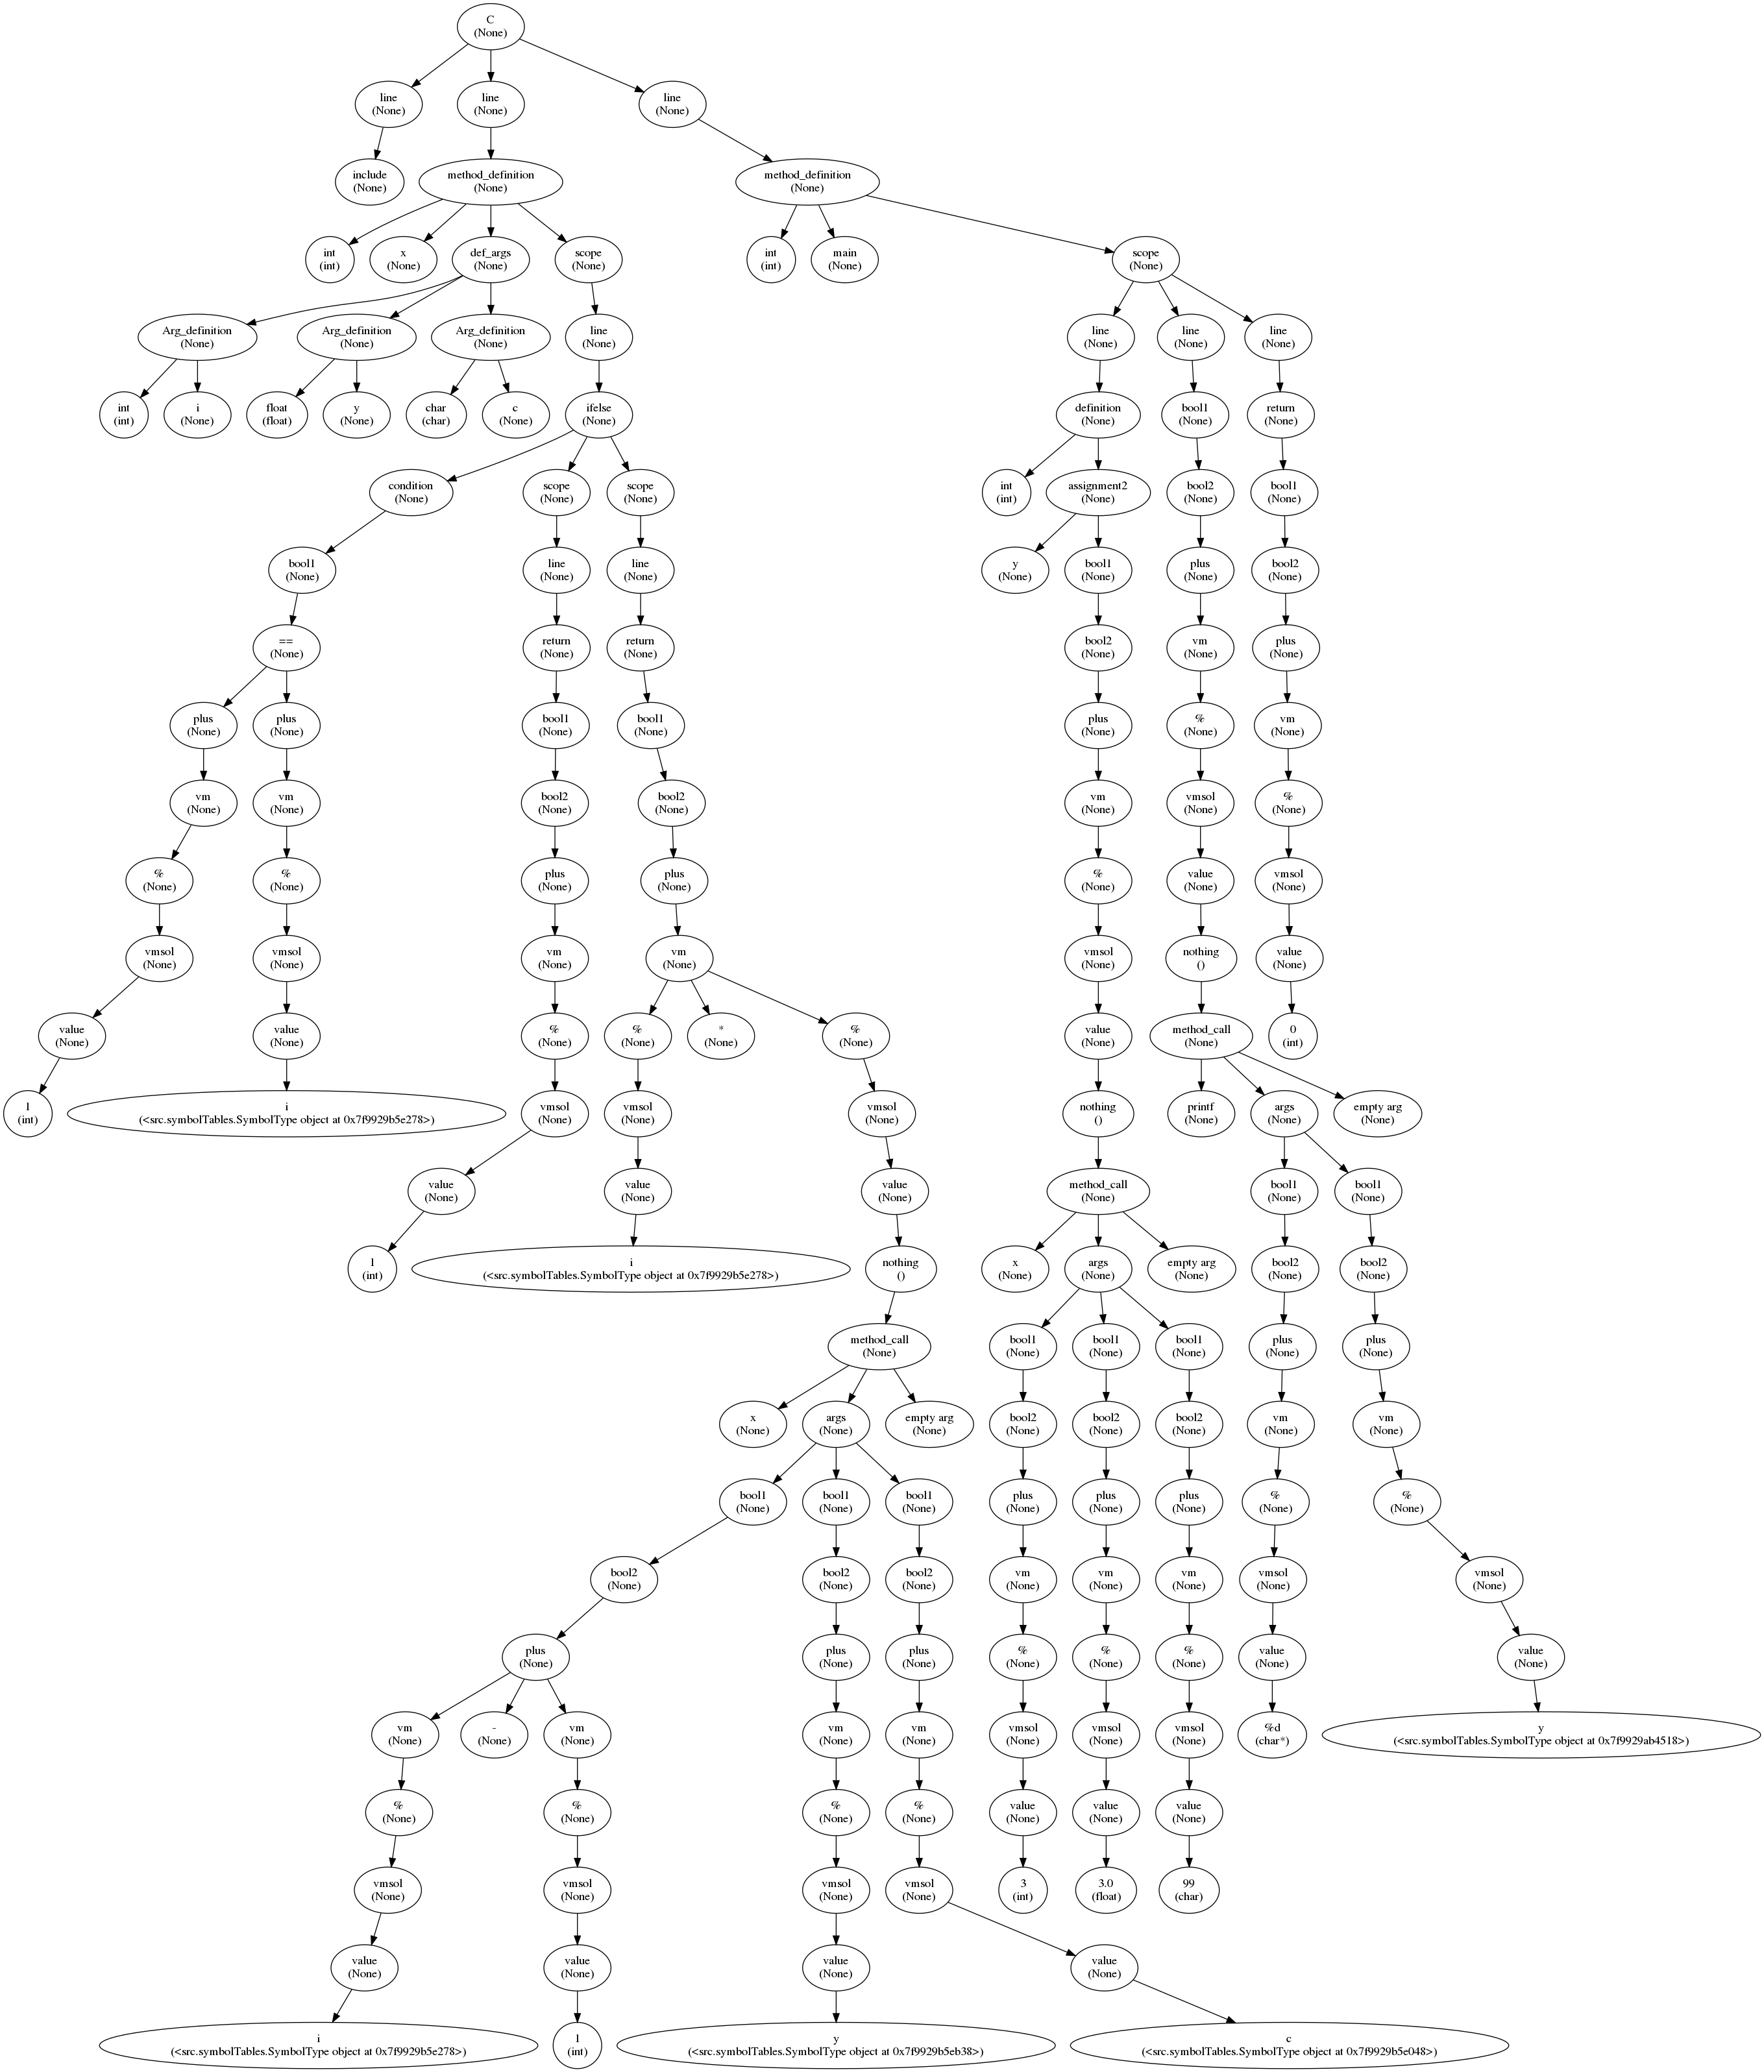 C
(None)
line line line
(None) (None) (None)
include method_definition method_definition
(None) (None) (None)
int x def_args scope int main scope
(int) (None) (None) (None) (int) (None) (None)
Arg_definition Arg_definition Arg_definition line line line line
(None) (None) (None) (None) (None) (None) (None)
int i float y char c ifelse definition bool1 return
(int) (None) (float) (None) (char) (None) (None) (None) (None) (None)
condition scope scope int assignment2 bool2 bool1
(None) (None) (None) (int) (None) (None) (None)
bool1 line line y bool1 plus bool2
(None) (None) (None) (None) (None) (None) (None)
== return return bool2 vm plus
(None) (None) (None) (None) (None) (None)
plus plus bool1 bool1 plus % vm
(None) (None) (None) (None) (None) (None) (None)
vm vm bool2 bool2 vm vmsol %
(None) (None) (None) (None) (None) (None) (None)
% % plus plus % value vmsol
(None) (None) (None) (None) (None) (None) (None)
vmsol vmsol vm vm vmsol nothing value
(None) (None) (None) (None) (None) () (None)
value value % % * % value method_call 0
(None) (None) (None) (None) (None) (None) (None) (None) (int)
1 i vmsol vmsol vmsol nothing printf args empty arg
(int) (<src.symbolTables.SymbolType object at 0x7f9929b5e278>) (None) (None) (None) () (None) (None) (None)
value value value method_call bool1 bool1
(None) (None) (None) (None) (None) (None)
1 i nothing x args empty arg bool2 bool2
(int) (<src.symbolTables.SymbolType object at 0x7f9929b5e278>) () (None) (None) (None) (None) (None)
method_call bool1 bool1 bool1 plus plus
(None) (None) (None) (None) (None) (None)
x args empty arg bool2 bool2 bool2 vm vm
(None) (None) (None) (None) (None) (None) (None) (None)
bool1 bool1 bool1 plus plus plus % %
(None) (None) (None) (None) (None) (None) (None) (None)
bool2 bool2 bool2 vm vm vm vmsol vmsol
(None) (None) (None) (None) (None) (None) (None) (None)
plus plus plus % % % value value
(None) (None) (None) (None) (None) (None) (None) (None)
vm - vm vm vm vmsol vmsol vmsol %d y
(None) (None) (None) (None) (None) (None) (None) (None) (char*) (<src.symbolTables.SymbolType object at 0x7f9929ab4518>)
% % % % value value value
(None) (None) (None) (None) (None) (None) (None)
vmsol vmsol vmsol vmsol 3 3.0 99
(None) (None) (None) (None) (int) (float) (char)
value value value value
(None) (None) (None) (None)
i 1 y c
(<src.symbolTables.SymbolType object at 0x7f9929b5e278>) (int) (<src.symbolTables.SymbolType object at 0x7f9929b5eb38>) (<src.symbolTables.SymbolType object at 0x7f9929b5e048>)